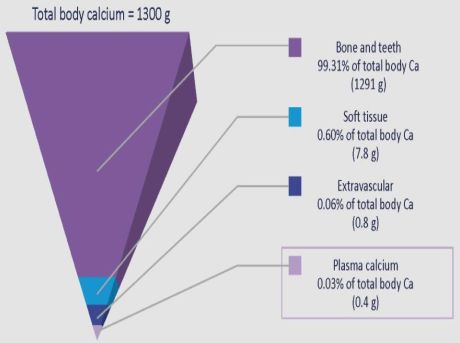 Total body calcium = 1300 g
Bone and teeth
99.31% of total body Ca
(1291 g)
Soft tissue
0.60% of total body Ca
(7.8 g)
Extravascular
0.06% of total body Ca
(0.8 g)
Plasma calcium
0.03% of total body Ca
(0.4 g)